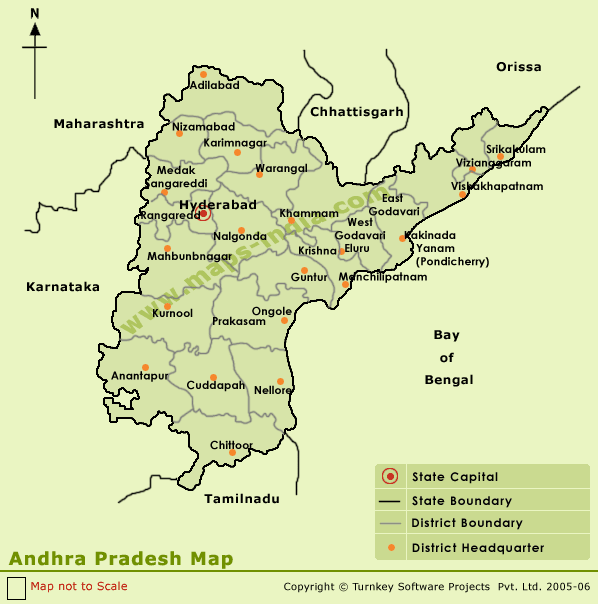 N
Orissa
Adilabad
Chhattisgarh
Maharashtra
Nizamabad
Karimnagar
Srikakulam
Vizianagaram
Medak
Warangal
Sangareddi
Vishakhapatnam
East
Godavari
Hyderabad
Rangareddi
Khammam
West
Godavari
Nalgonda
Eluru
Krishna
Kakinada
Yanam
(Pondicherry)
Mahbunbnagar
Guntur
Manchilipatnam
Karnataka
www.maps-india.com
Kurnool
Ongole
Prakasam
Bay
of
Bengal
Anantapur
Cuddapah
Nellore
Chittoor
Tamilnadu
State Capital
State Boundary
District Boundary
District Headquarter
Andhra Pradesh Map
Map not to Scale
Copyright © Turnkey Software Projects Pvt. Ltd. 2005-06